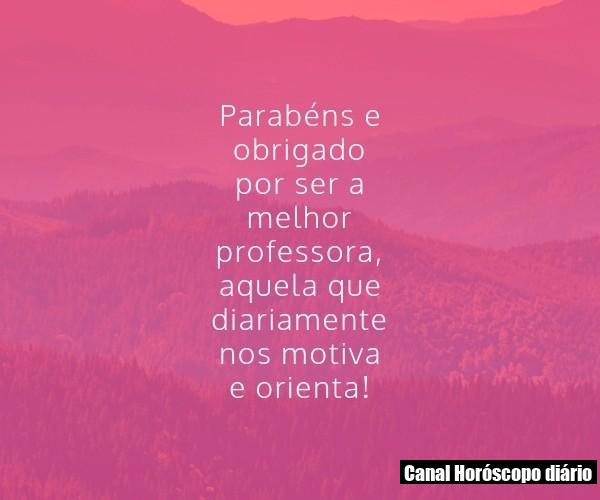 Parabéns e
obrigado
por ser a
melhor
professora,
aquela que
diariamente
nos motiva
e orienta!
Canal Horóscopo diário